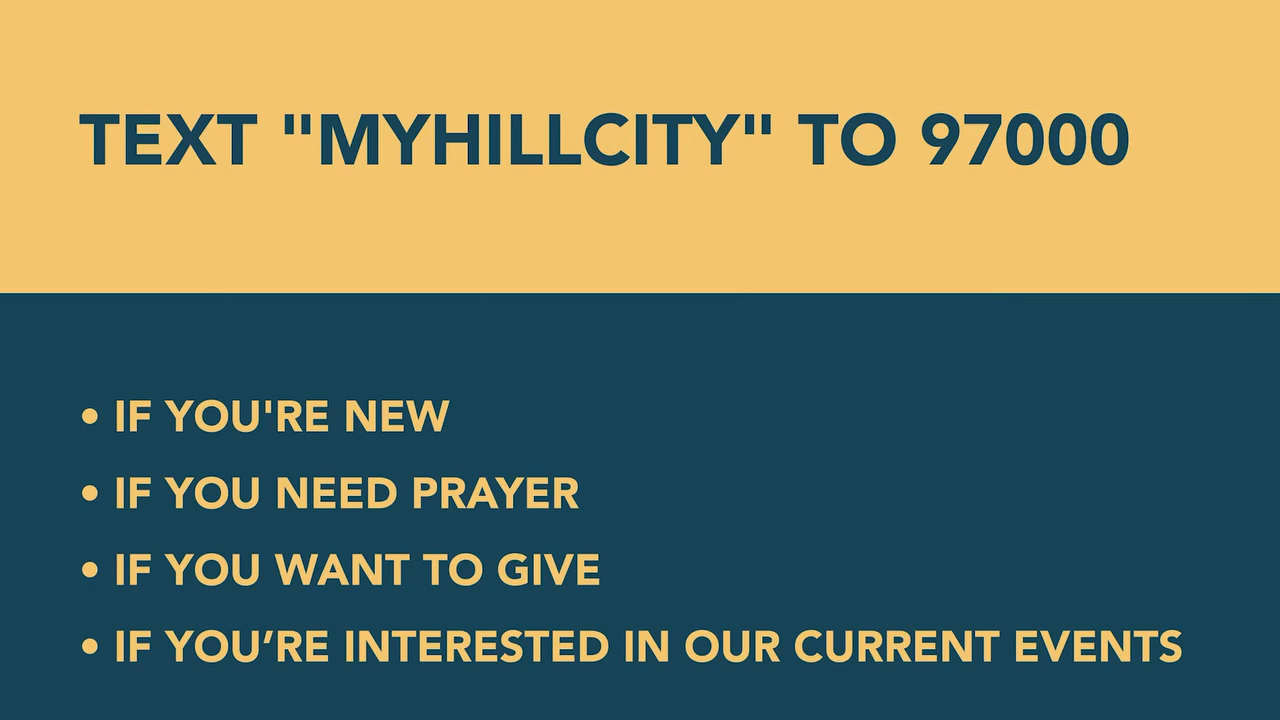 TEXT "MYHILLCITY" TO 97000
• IF YOU'RE NEW
• IF YOU NEED PRAYER
• IF YOU WANT TO GIVE
• IF YOU’RE INTERESTED IN OUR CURRENT EVENTS